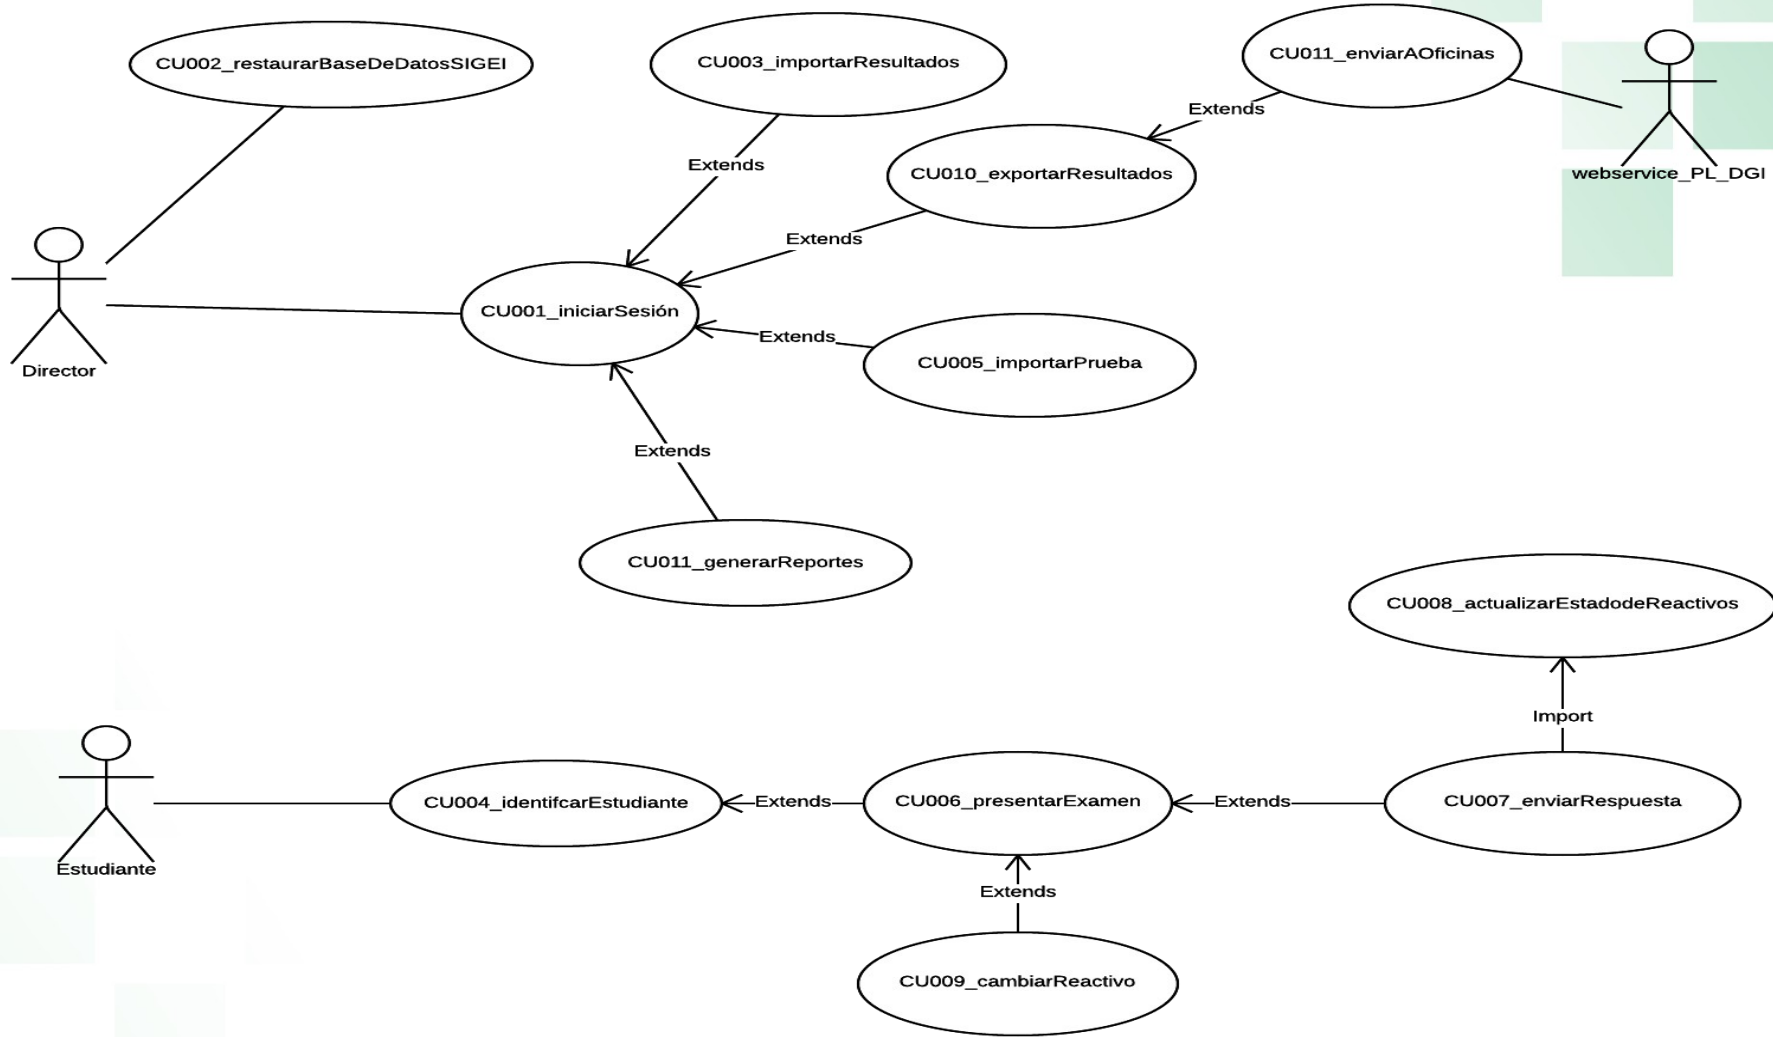 CU002_restaurarBaseDeDatosSIGEI
CU003_importarResultados
CU011_enviarAOficinas
Extends
webservice_PL_DGI
Extends
CU010_exportarResultados
Extends
CU001_iniciarSesión
Extends
CU005_importarPrueba
Director
Extends
CU011_generarReportes
CU008_actualizarEstadodeReactivos
Import
Estudiante
CU004_identifcarEstudiante
Extends
CU006_presentarExamen
Extends
CU007_enviarRespuesta
Extends
CU009_cambiarReactivo